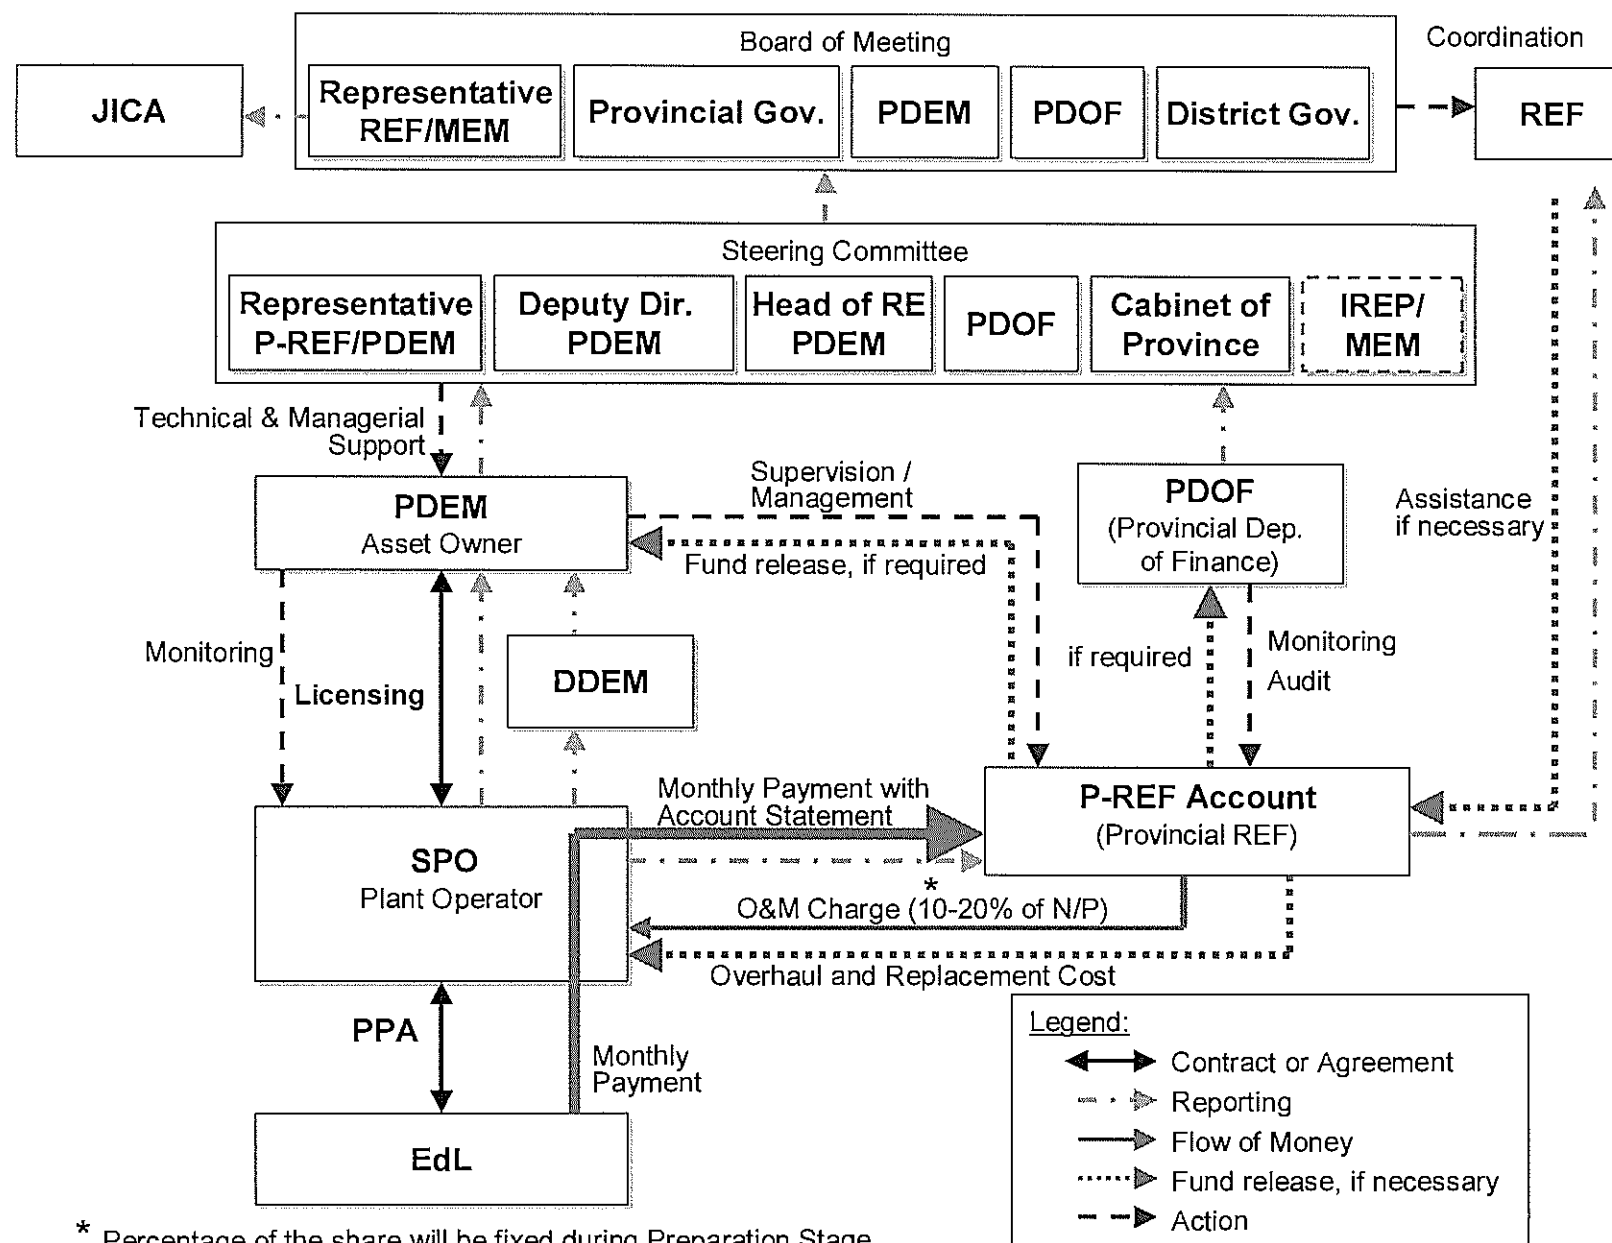 Board of Meeting
Coordination
JICA
Representative
REF/MEM
Provincial Gov.
PDEM
PDOF
District Gov.
REF
Steering Committee
Representative
P-REF/PDEM
Deputy Dir.
PDEM
Head of RE
PDEM
PDOF
Cabinet of
Province
IREP/
MEM
Technical & Managerial
Support
PDEM
Asset Owner
Supervision /
Management
Fund release, if required
PDOF
(Provincial Dep.
of Finance)
Assistance
if necessary
Monitoring
Licensing
DDEM
if required
Monitoring
Audit
Monthly Payment with
Account Statement
P-REF Account
(Provincial REF)
SPO
Plant Operator
*
O&M Charge (10-20% of N/P)
Overhaul and Replacement Cost
PPA
Monthly
Payment
EdL
Legend:
Contract or Agreement
Reporting
Flow of Money
Fund release, if necessary
Action
* Percentage of the share will be fixed during Preparation Stage